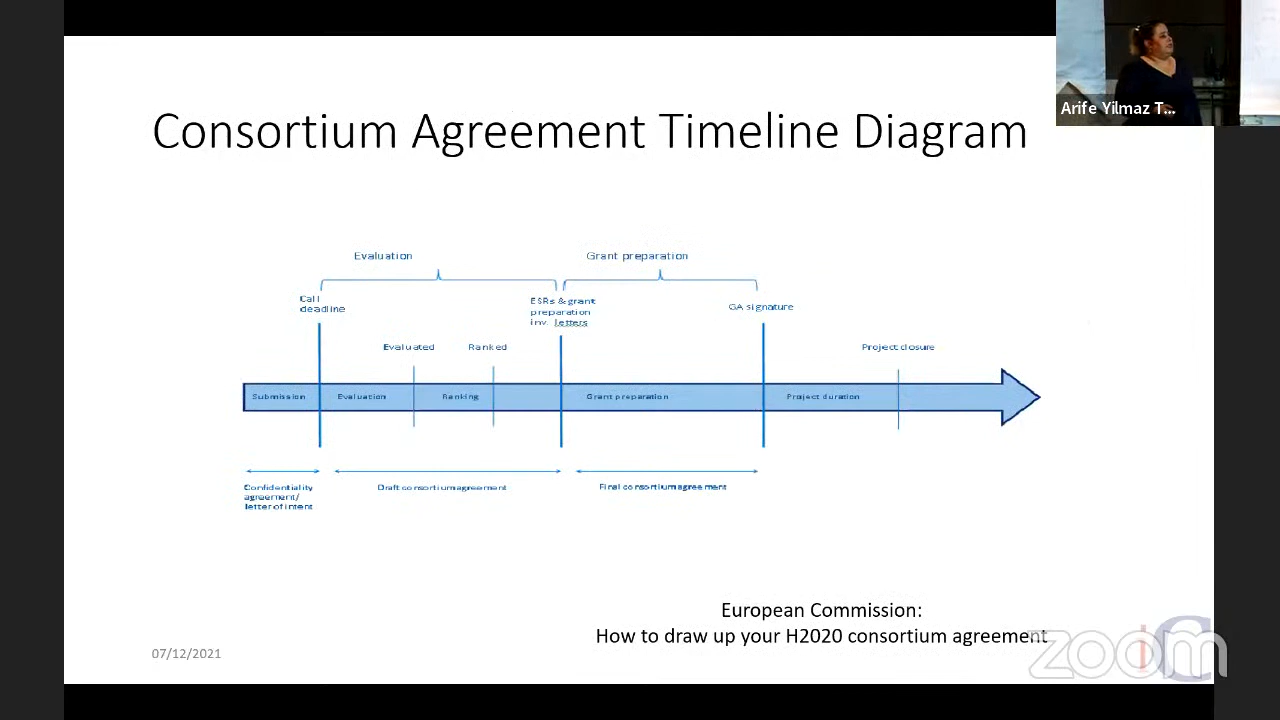 Arife Yilmaz T...
Consortium Agreement Timeline Diagram
Evaluation
Grant preparation
Call
deadline
ESRs & grant
preparation
inv. letters
GA signature
Evaluated
Ranked
Project closure
Submission
Evaluation
Ranking
Grant preparation
Project duration
Confidentiality
agreement/
letter of intent
Draft consortium agreement
Final consortium agreement
European Commission:
How to draw up your H2020 consortium agreement
07/12/2021
zoom